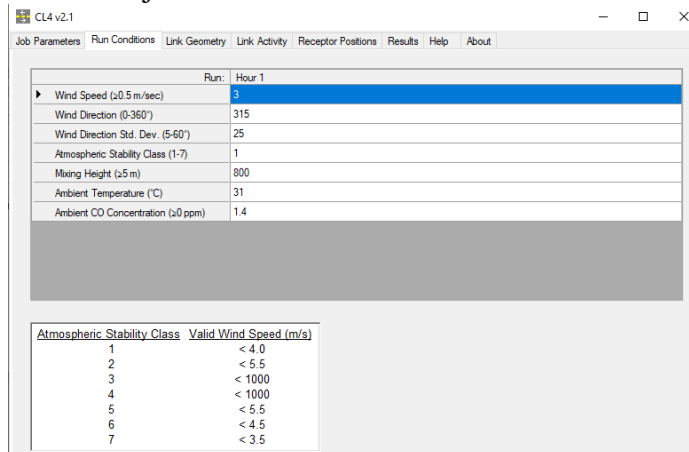 CL4 v2.1
Job Parameters Run Conditions Link Geometry Link Activity Receptor Positions Results Help About
Run: Hour 1
Wind Speed (≥0.5 m/sec) 3
Wind Direction (0-360°) 315
Wind Direction Std. Dev. (5-60°) 25
Atmospheric Stability Class (1-7) 1
Mixing Height (≥5 m) 800
Ambient Temperature (°C) 31
Ambient CO Concentration (≥0 ppm) 1.4
Atmospheric Stability Class Valid Wind Speed (m/s)
1 < 4.0
2 < 5.5
3 < 1000
4 < 1000
5 < 5.5
6 < 4.5
7 < 3.5